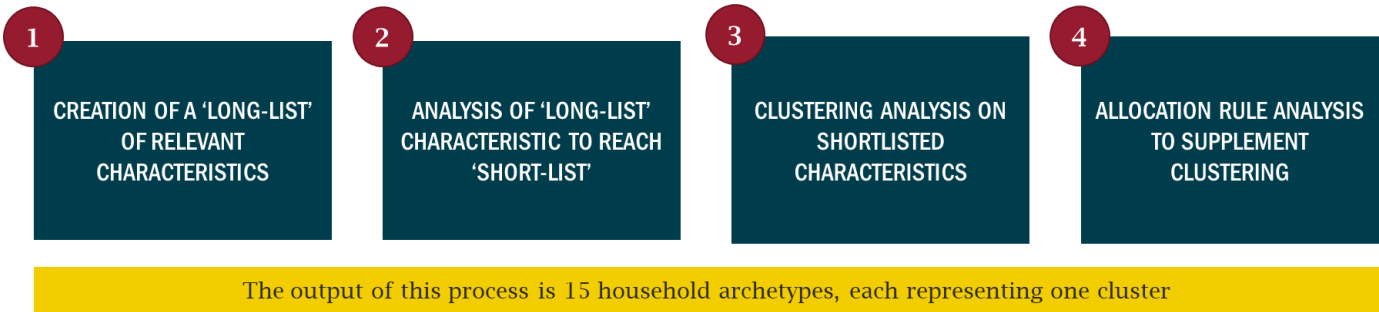 1
CREATION OF A ‘LONG-LIST’
OF RELEVANT
CHARACTERISTICS
2
ANALYSIS OF ‘LONG-LIST’
CHARACTERISTIC TO REACH
‘SHORT-LIST’
3
CLUSTERING ANALYSIS ON
SHORTLISTED
CHARACTERISTICS
4
ALLOCATION RULE ANALYSIS
TO SUPPLEMENT
CLUSTERING
The output of this process is 15 household archetypes, each representing one cluster